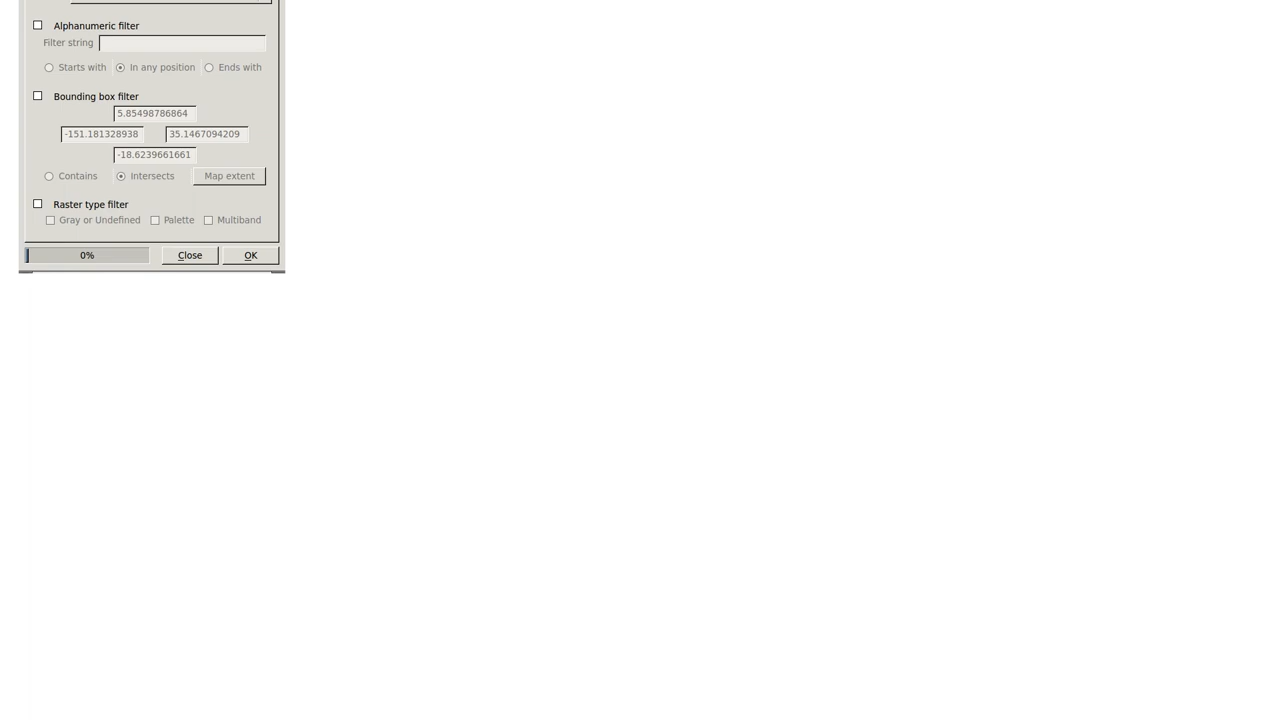 Alphanumeric filter
Filter string
Starts with In any position Ends with
Bounding box filter
5.85498786864
-151.181328938 35.1467094209
-18.6239661661
Contains Intersects Map extent
Raster type filter
Gray or Undefined Palette Multiband
0% Close OK